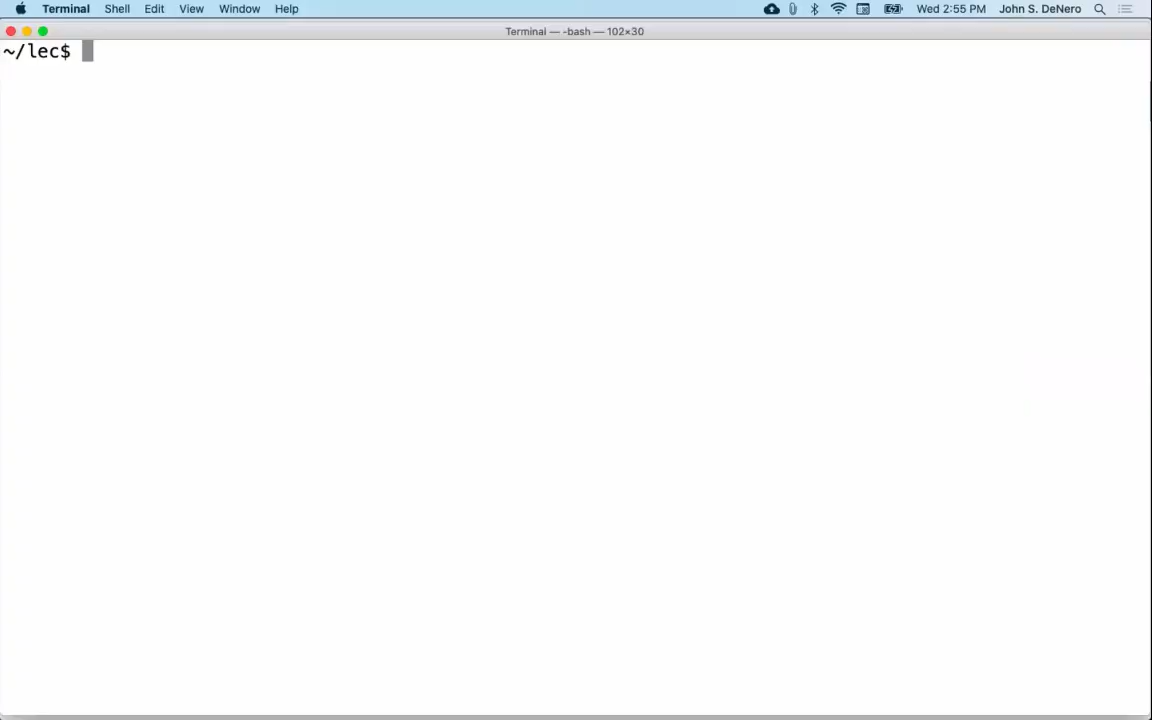 Terminal Shell Edit View Window Help Wed 2:55 PM John S. DeNero
Terminal — -bash — 102×30
~/lec$